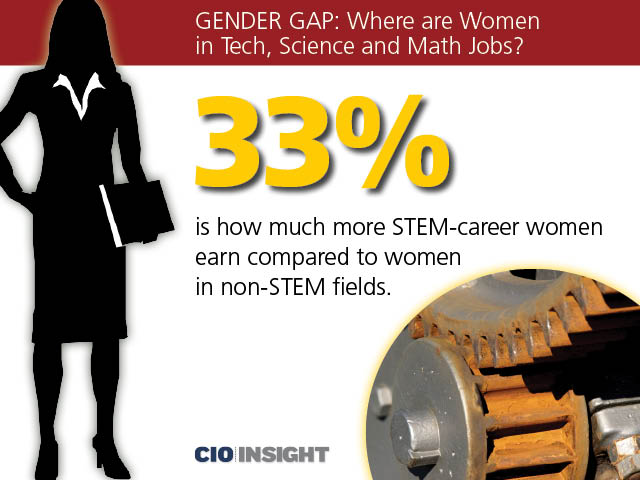 GENDER GAP: Where are Women
in Tech, Science and Math Jobs?
33%
is how much more STEM-career women
earn compared to women
in non-STEM fields.
CIO INSIGHT